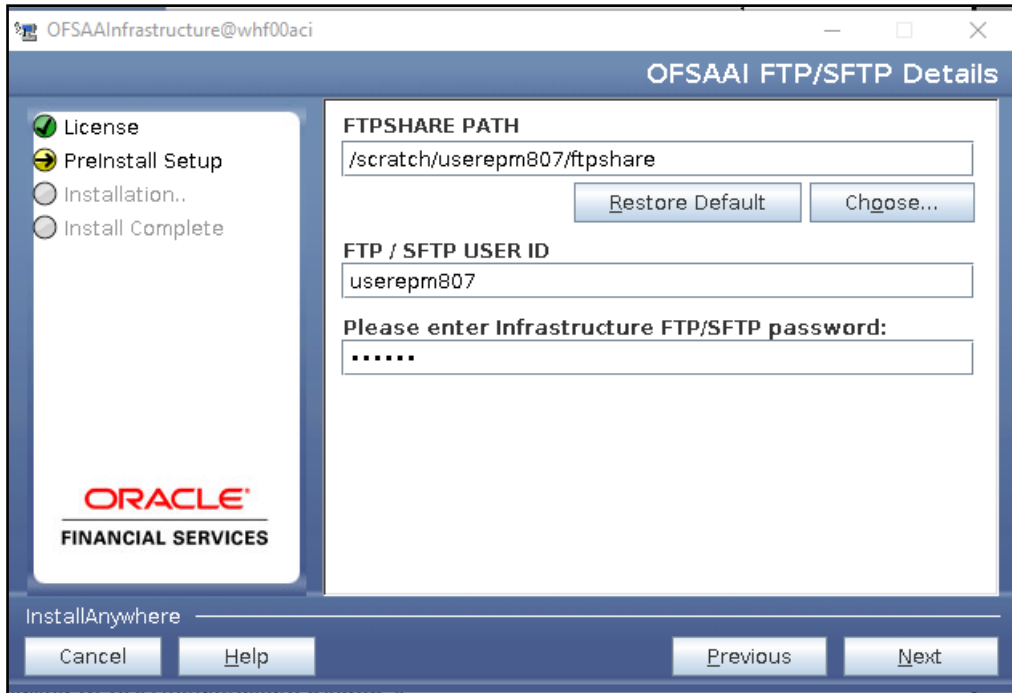 OFSAAInfrastructure@whf00aci
OFSAAI FTP/SFTP Details
License
PreInstall Setup
Installation..
Install Complete
FTPSHARE PATH
/scratch/userepm807/ftpshare
Restore Default
Choose...
FTP / SFTP USER ID
userepm807
Please enter Infrastructure FTP/SFTP password:
••••••
ORACLE
FINANCIAL SERVICES
InstallAnywhere
Cancel
Help
Previous
Next